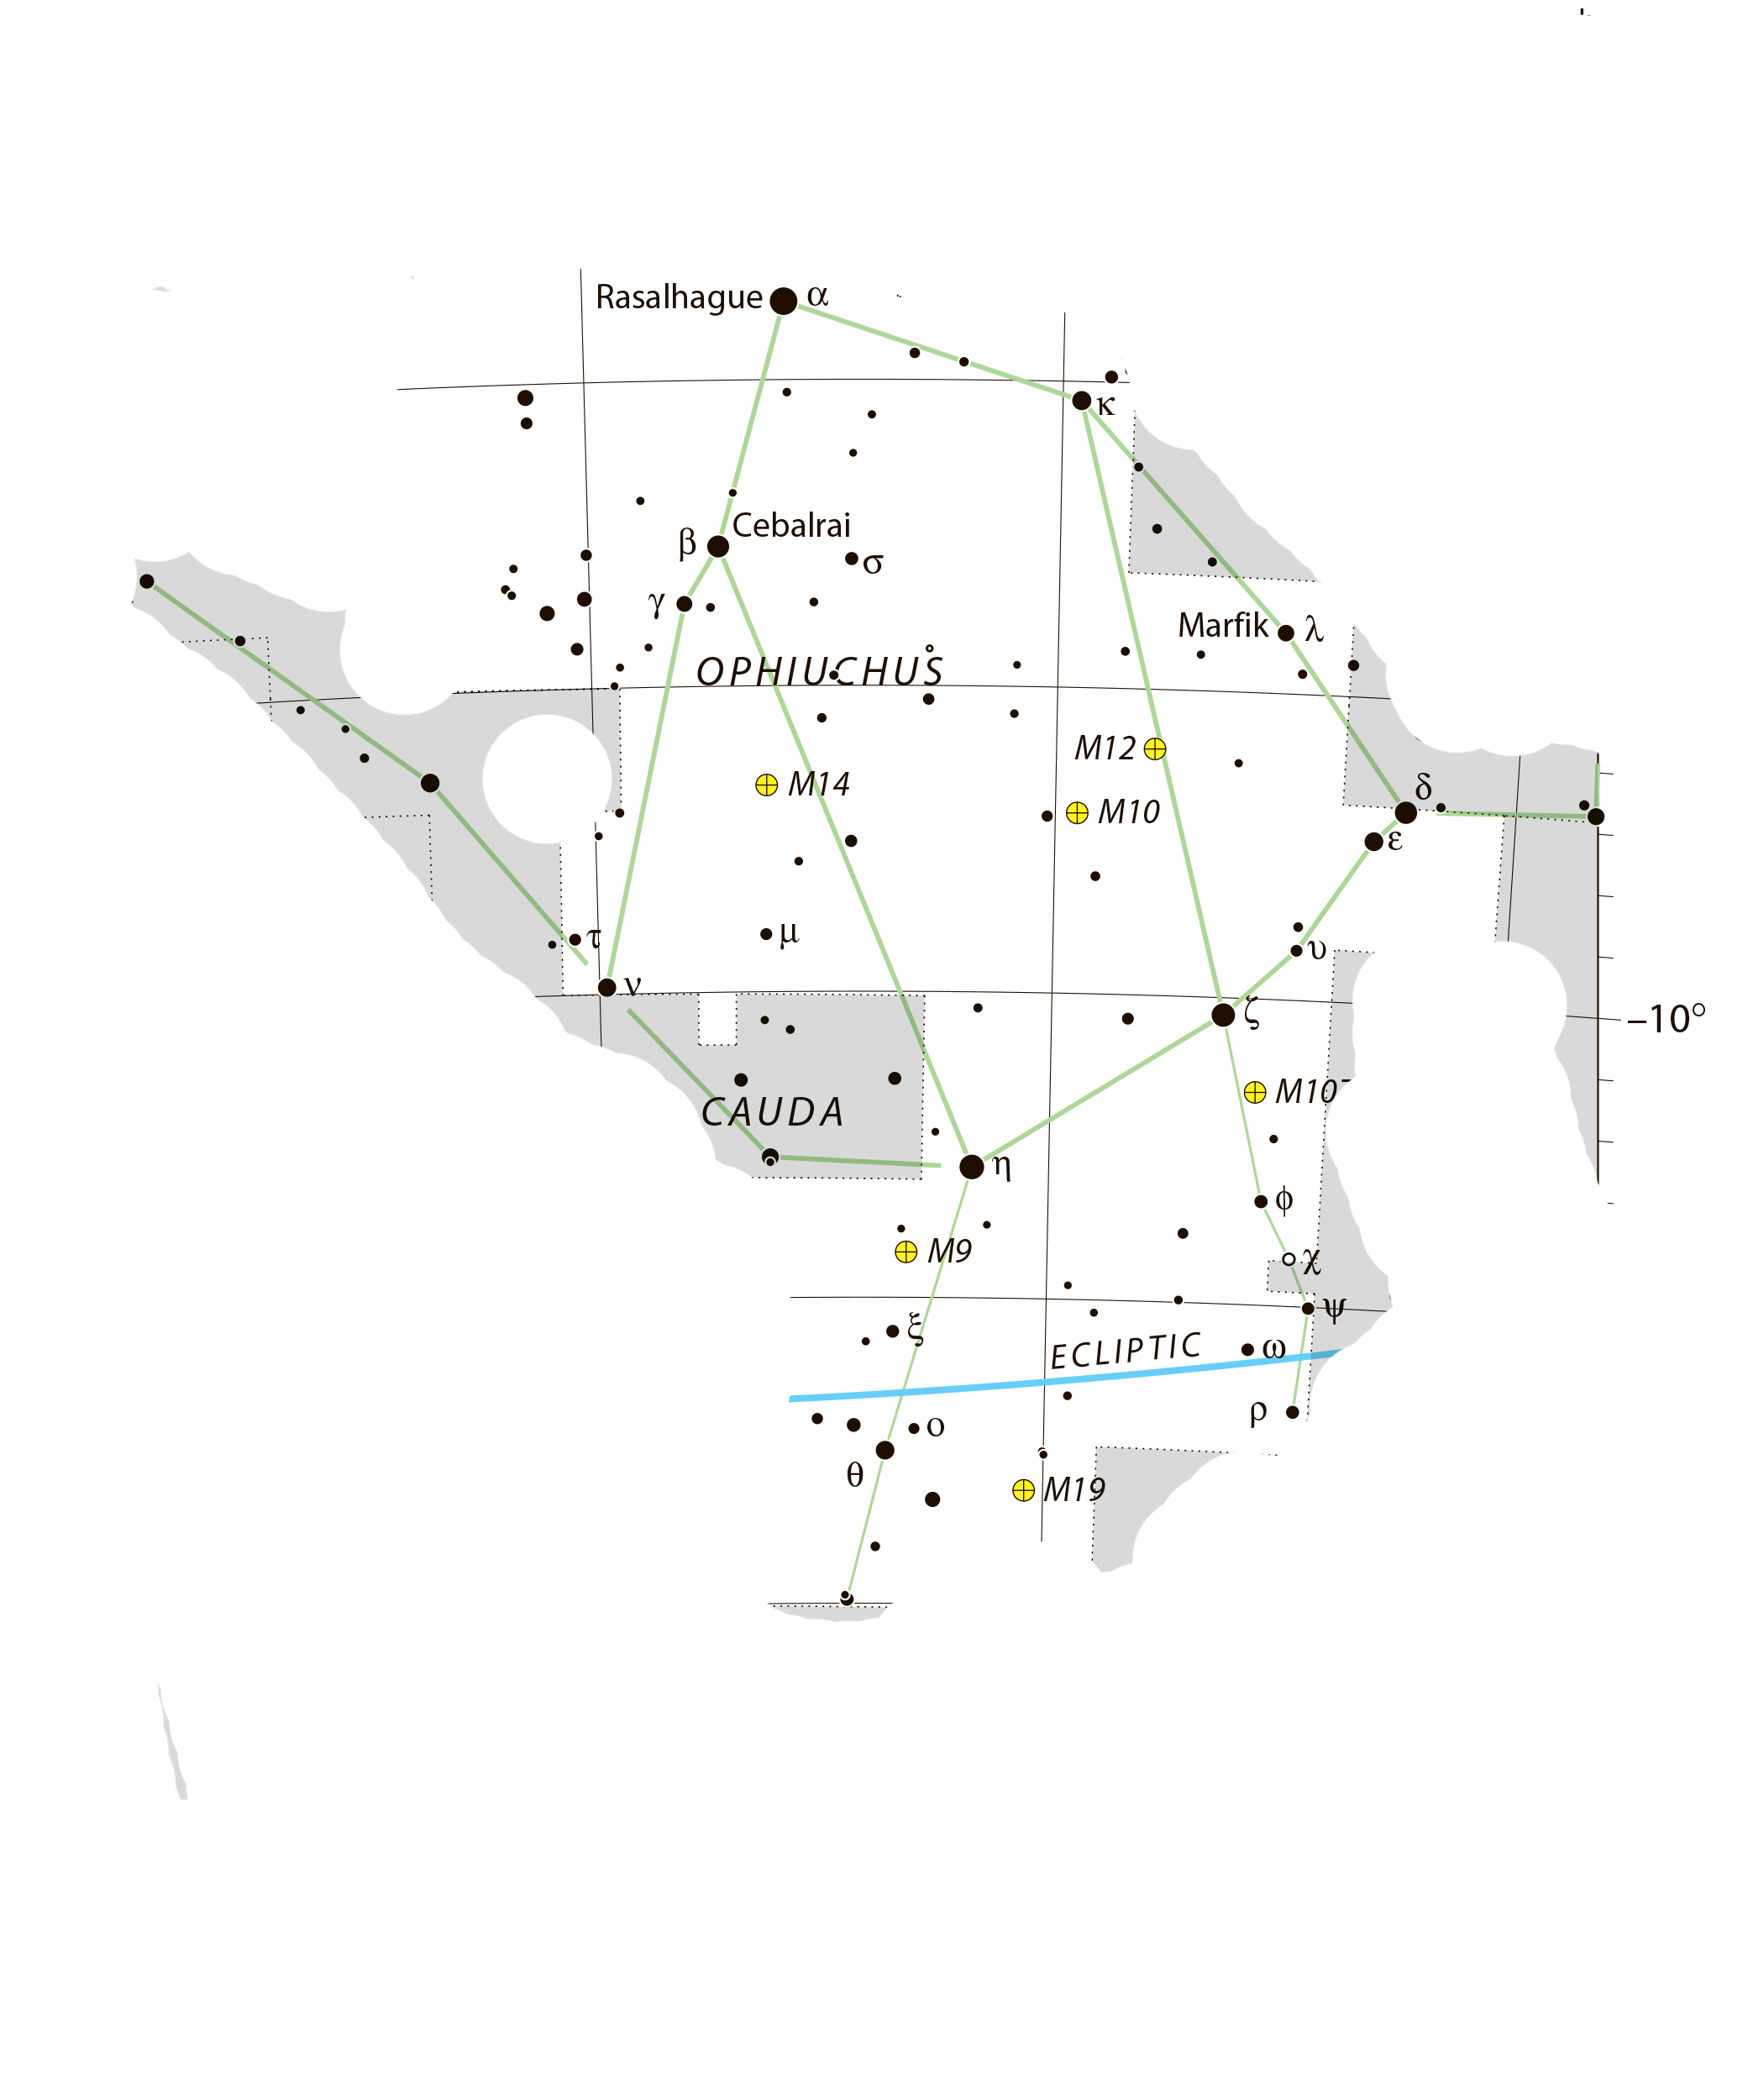 Rasalhague α
κ
Cebalrai
β
σ
γ
Marfik λ
OPHIUCHUS
M12
δ
M14
M10
ε
τ
μ
υ
ν
ζ
–10°
M10
CAUDA
η
φ
M9
χ
ψ
ξ
ECLIPTIC
ω
ρ
ο
θ
M19